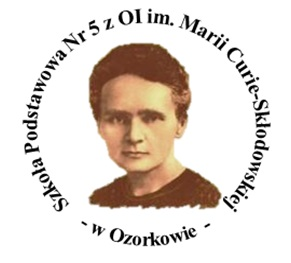 Szkoła Podstawowa Nr 5 z OI im. Marii Curie-Skłodowskiej
- w Ozorkowie -